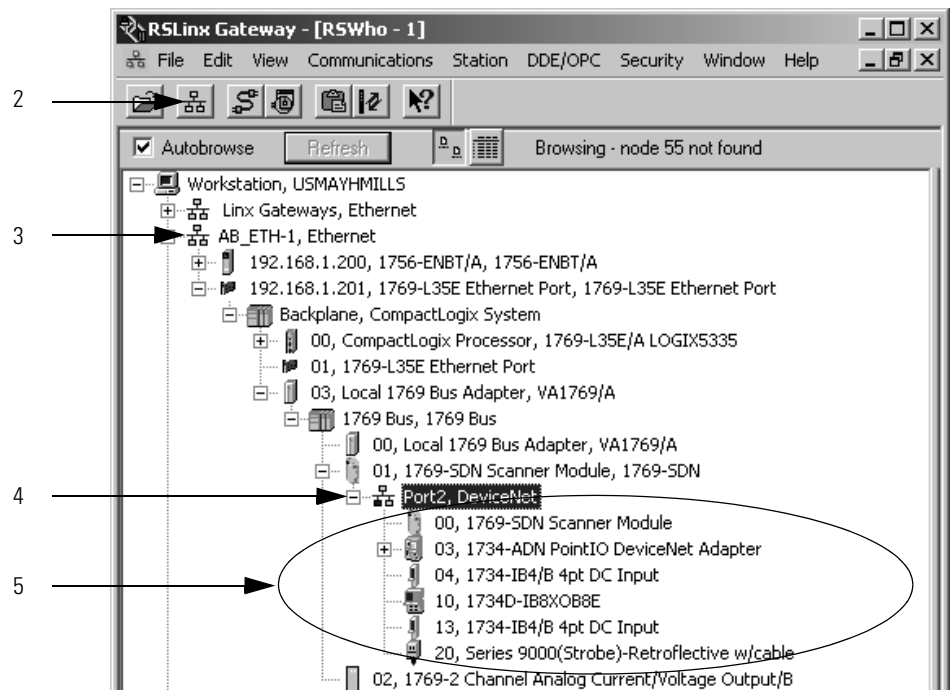 RSLinx Gateway - [RSWho - 1]
File Edit View Communications Station DDE/OPC Security Window Help
2
Autobrowse Refresh Browsing - node 55 not found
Workstation, USMAYHMILLS
Linx Gateways, Ethernet
3 AB_ETH-1, Ethernet
192.168.1.200, 1756-ENBT/A, 1756-ENBT/A
192.168.1.201, 1769-L35E Ethernet Port, 1769-L35E Ethernet Port
Backplane, CompactLogix System
00, CompactLogix Processor, 1769-L35E/A LOGIX5335
01, 1769-L35E Ethernet Port
03, Local 1769 Bus Adapter, VA1769/A
1769 Bus, 1769 Bus
00, Local 1769 Bus Adapter, VA1769/A
01, 1769-SDN Scanner Module, 1769-SDN
4 Port2, DeviceNet
00, 1769-SDN Scanner Module
03, 1734-ADN PointIO DeviceNet Adapter
5 04, 1734-IB4/B 4pt DC Input
10, 1734D-IB8XOB8E
13, 1734-IB4/B 4pt DC Input
20, Series 9000(Strobe)-Retroflective w/cable
02, 1769-2 Channel Analog Current/Voltage Output/B